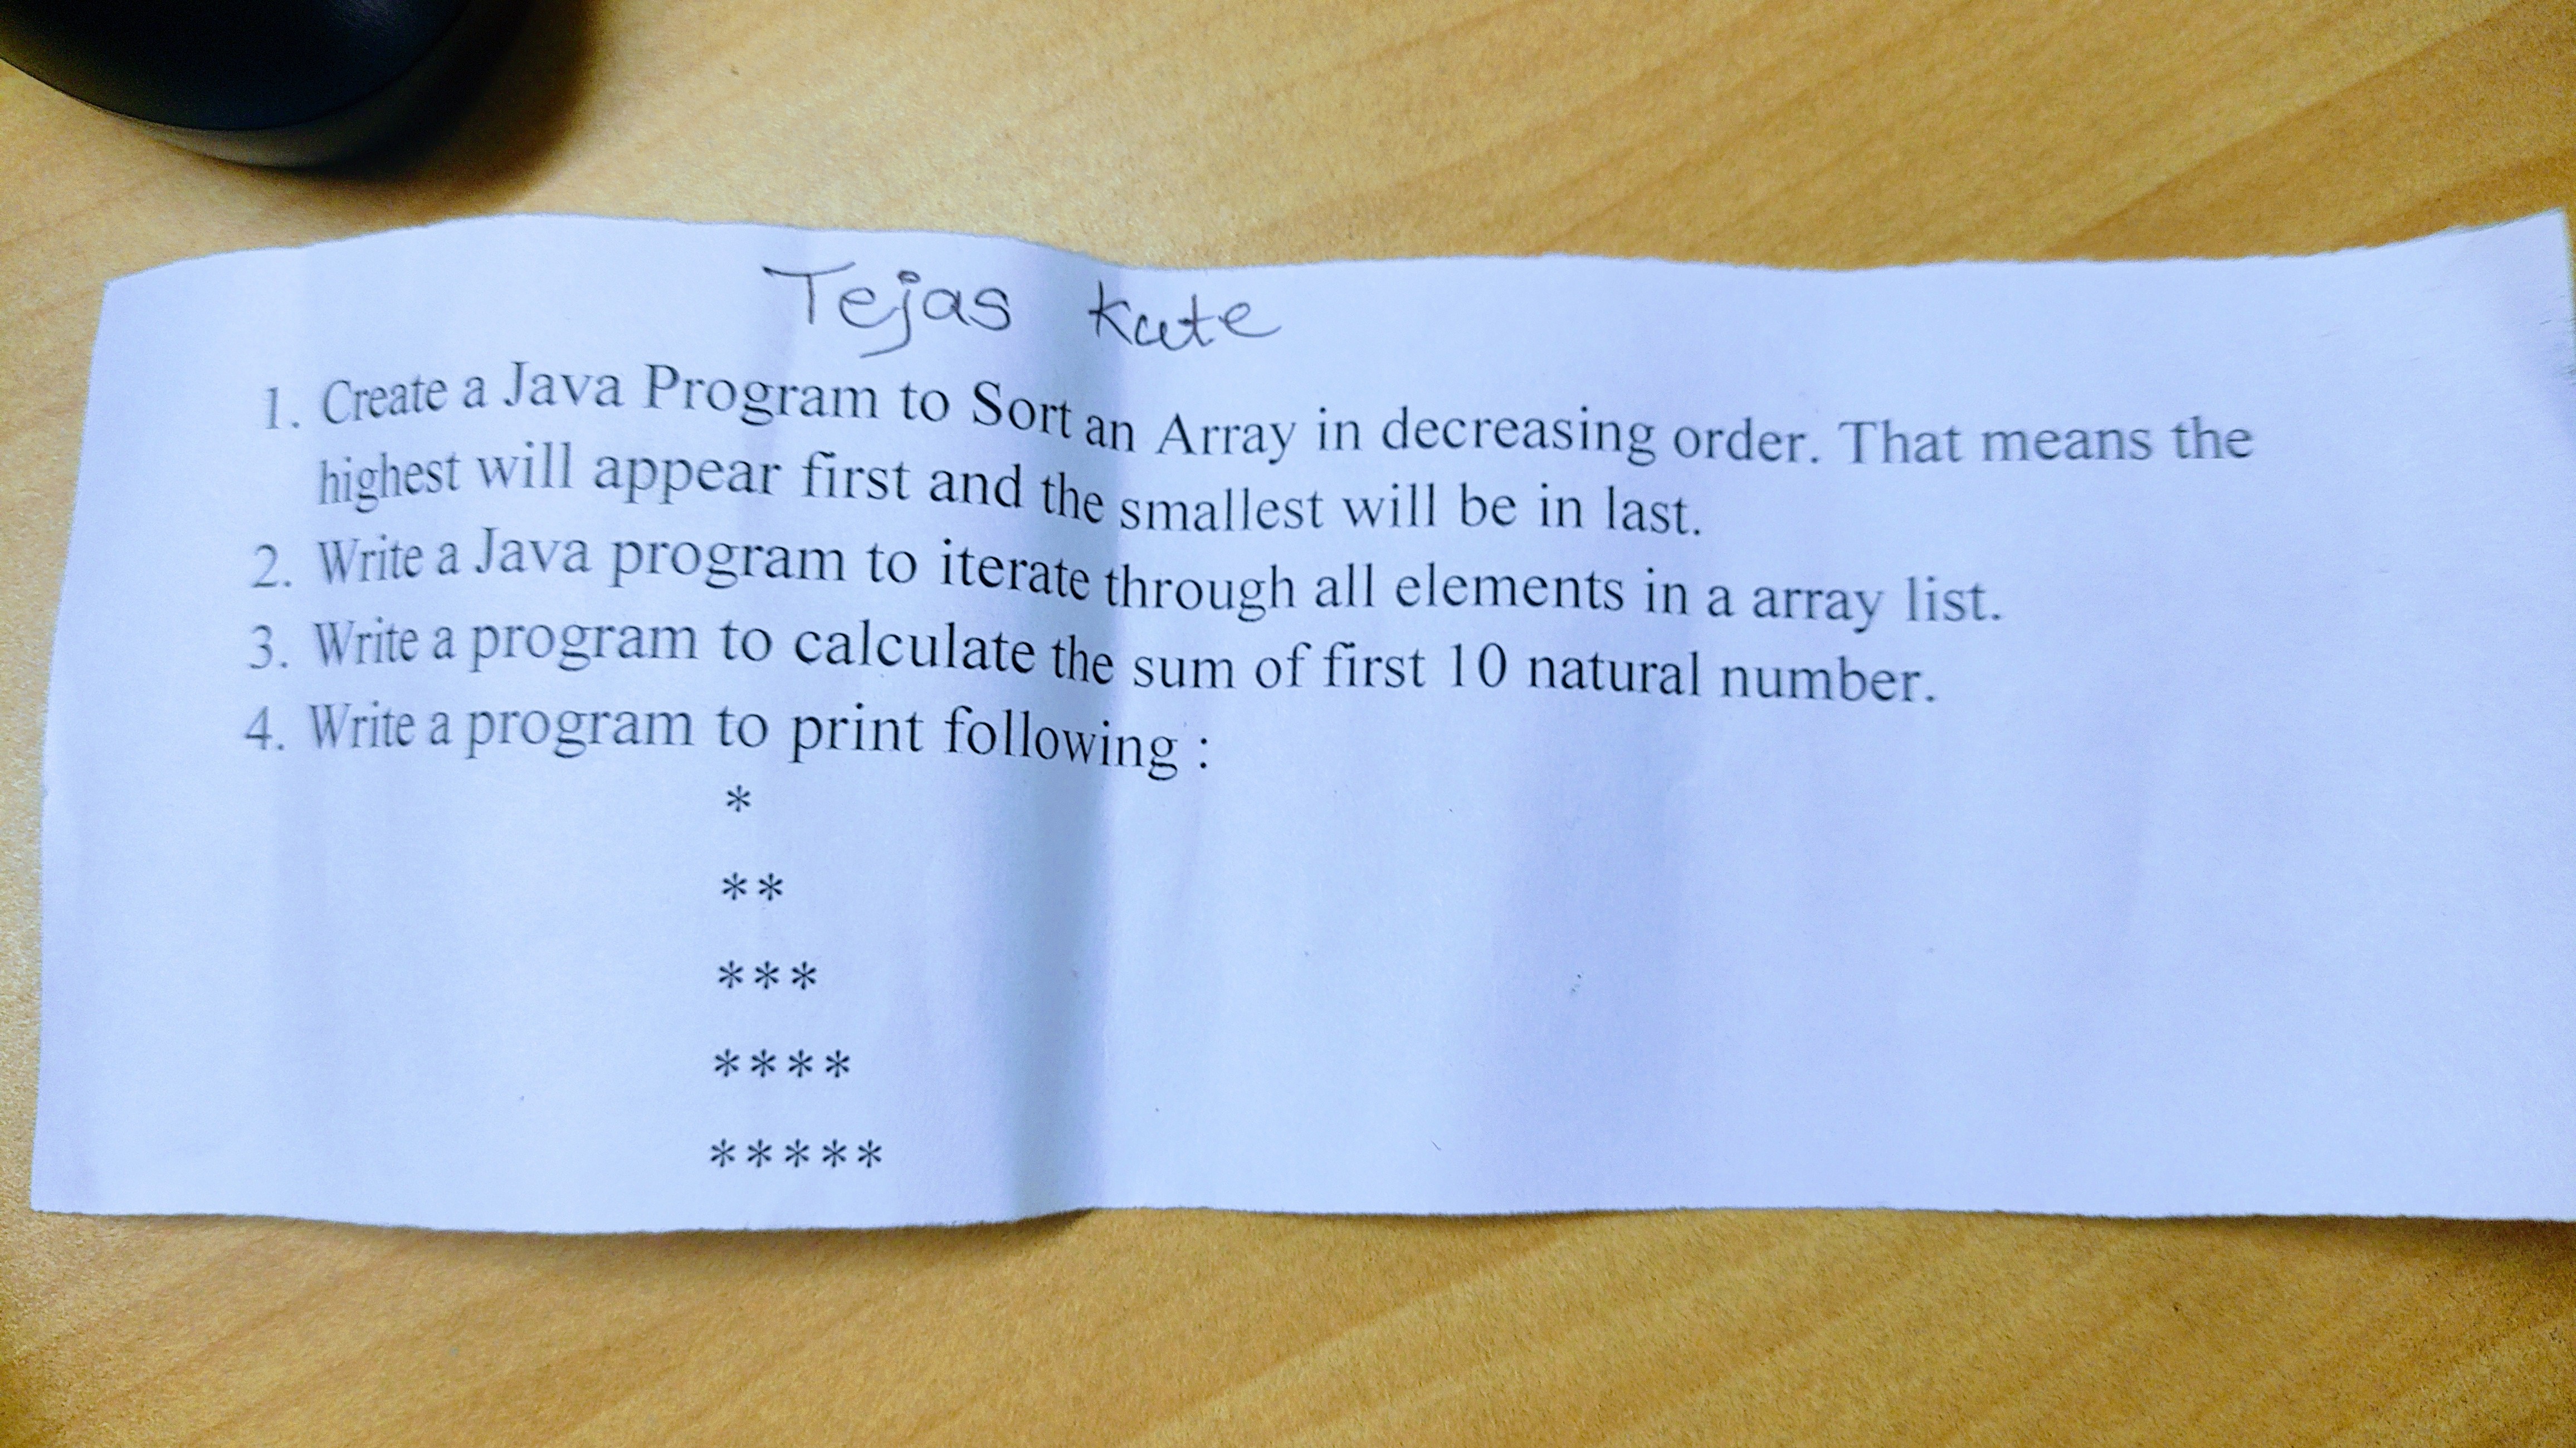 Tejas Kute
1. Create a Java Program to Sort an Array in decreasing order. That means the
highest will appear first and the smallest will be in last.
2. Write a Java program to iterate through all elements in a array list.
3. Write a program to calculate the sum of first 10 natural number.
4. Write a program to print following :
*
**
***
****
*****